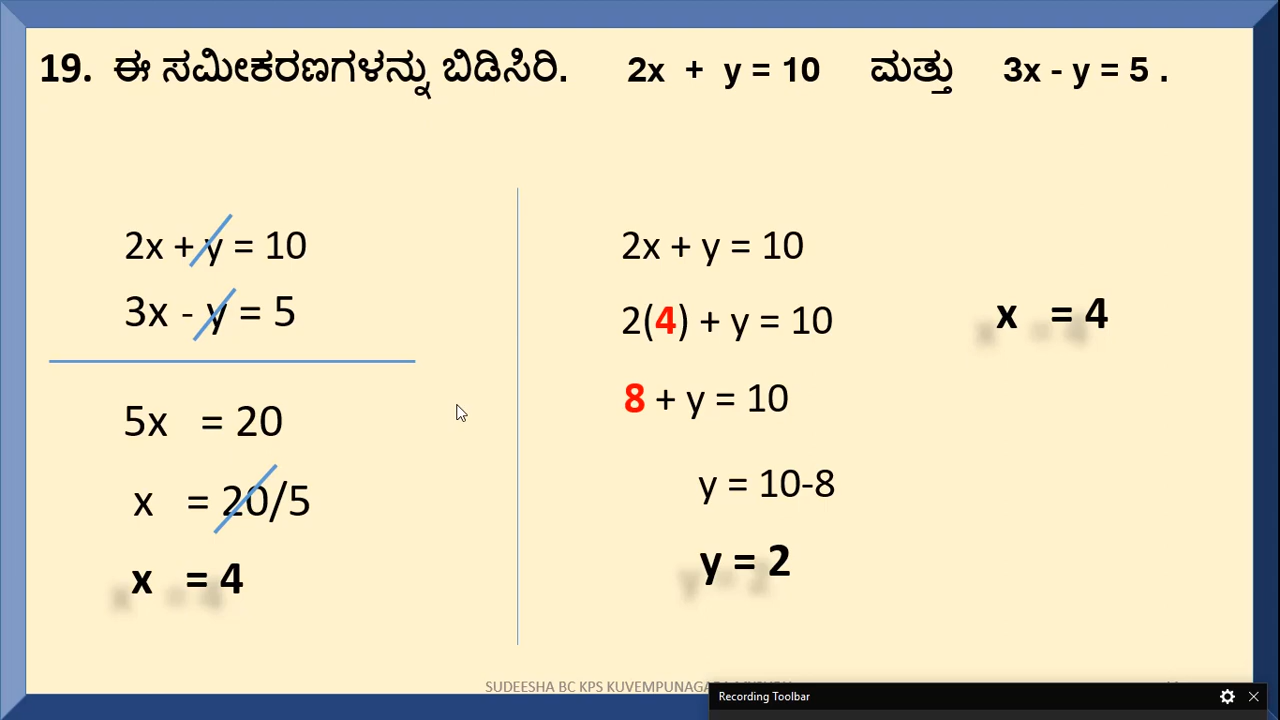 19. ಈ ಸಮೀಕರಣಗಳನ್ನು ಬಿಡಿಸಿರಿ. 2x + y = 10 ಮತ್ತು 3x - y = 5 .
2x + y = 10
3x - y = 5
5x = 20
x = 20/5
x = 4
2x + y = 10
2(4) + y = 10
8 + y = 10
y = 10-8
y = 2
x = 4
SUDEESHA BC KPS KUVEMPUNAGARA
Recording Toolbar